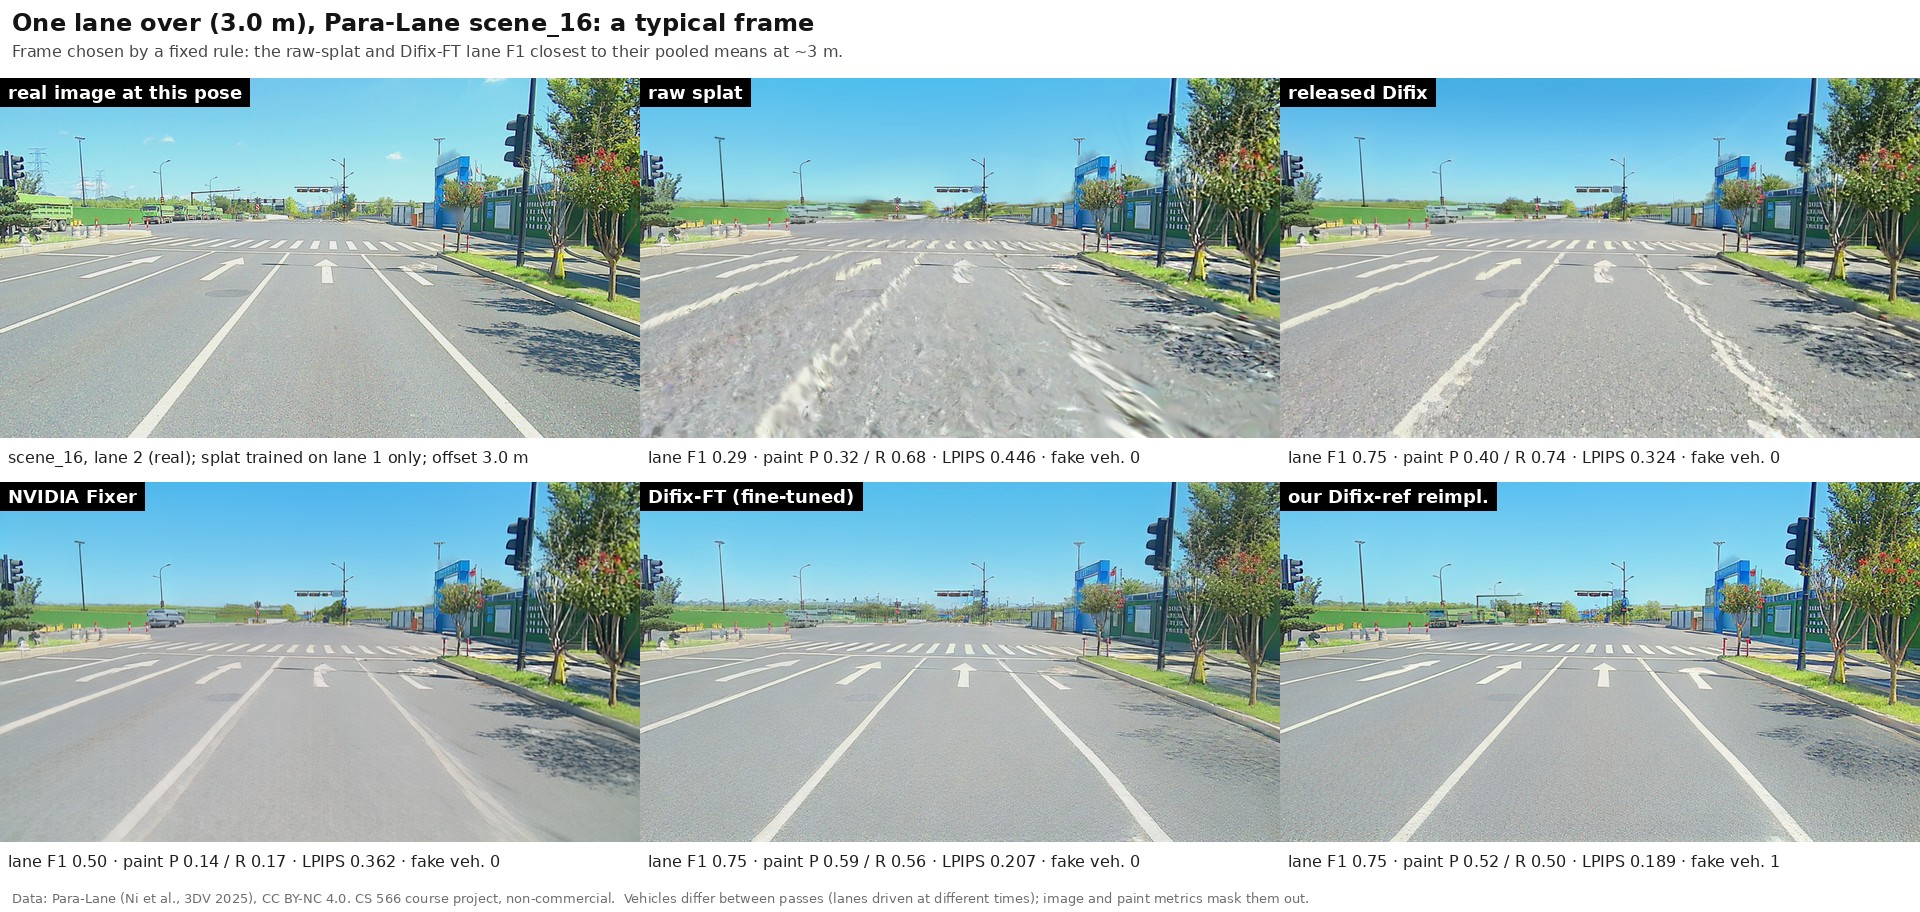 One lane over (3.0 m), Para-Lane scene_16: a typical frame
Frame chosen by a fixed rule: the raw-splat and Difix-FT lane F1 closest to their pooled means at ~3 m.
real image at this pose
raw splat
released Difix
scene_16, lane 2 (real); splat trained on lane 1 only; offset 3.0 m
lane F1 0.29 · paint P 0.32 / R 0.68 · LPIPS 0.446 · fake veh. 0
lane F1 0.75 · paint P 0.40 / R 0.74 · LPIPS 0.324 · fake veh. 0
NVIDIA Fixer
Difix-FT (fine-tuned)
our Difix-ref reimpl.
lane F1 0.50 · paint P 0.14 / R 0.17 · LPIPS 0.362 · fake veh. 0
lane F1 0.75 · paint P 0.59 / R 0.56 · LPIPS 0.207 · fake veh. 0
lane F1 0.75 · paint P 0.52 / R 0.50 · LPIPS 0.189 · fake veh. 1
Data: Para-Lane (Ni et al., 3DV 2025), CC BY-NC 4.0. CS 566 course project, non-commercial.  Vehicles differ between passes (lanes driven at different times); image and paint metrics mask them out.